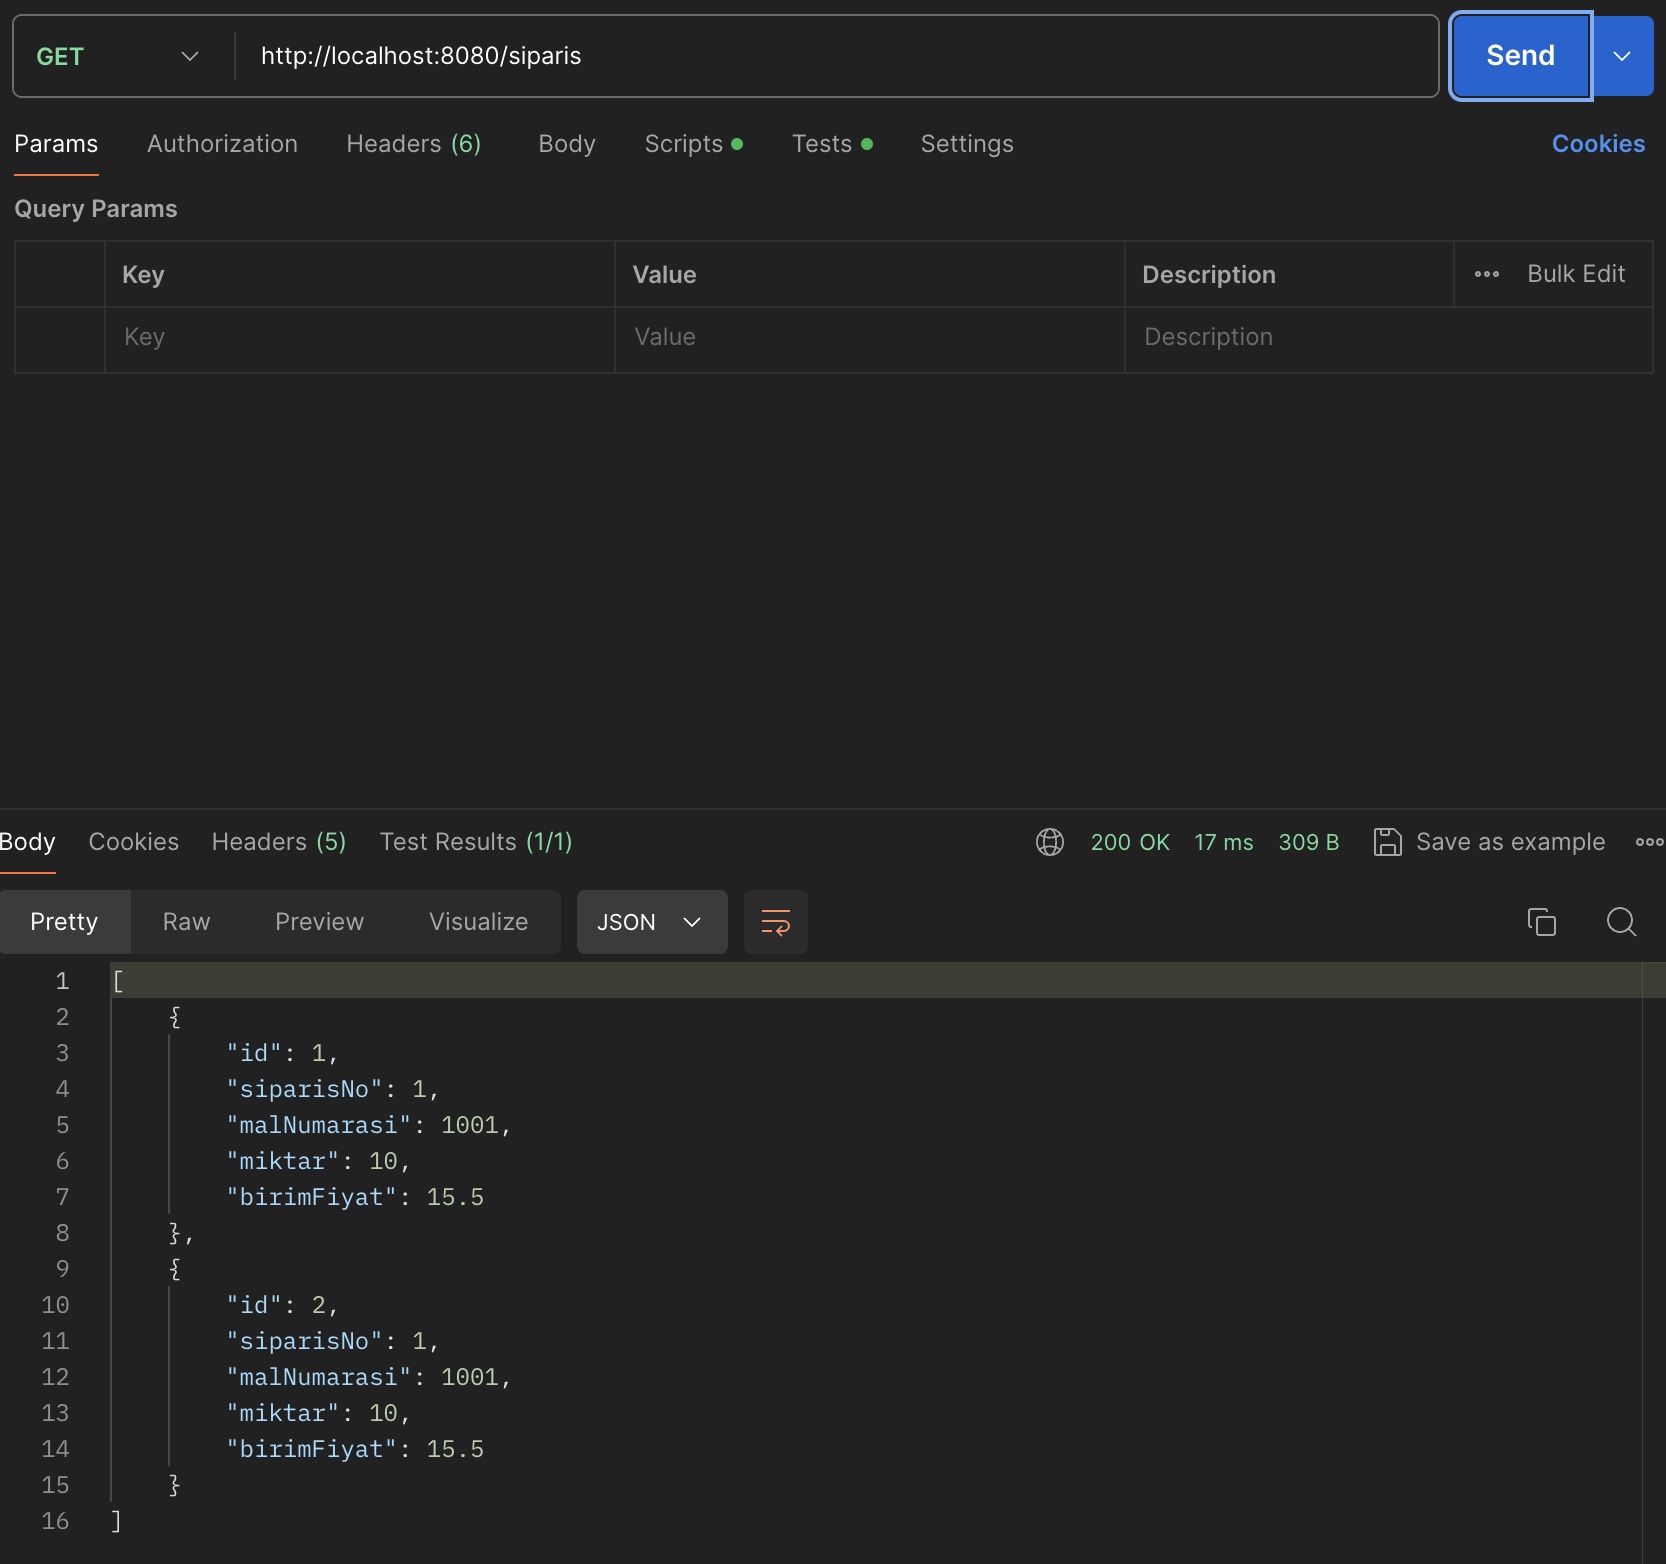 GET http://localhost:8080/siparis Send
Params Authorization Headers (6) Body Scripts Tests Settings Cookies
Query Params
Key Value Description Bulk Edit
Key Value Description
Body Cookies Headers (5) Test Results (1/1) 200 OK 17 ms 309 B Save as example
Pretty Raw Preview Visualize JSON
1 [
2 {
3 "id": 1,
4 "siparisNo": 1,
5 "malNumarasi": 1001,
6 "miktar": 10,
7 "birimFiyat": 15.5
8 },
9 {
10 "id": 2,
11 "siparisNo": 1,
12 "malNumarasi": 1001,
13 "miktar": 10,
14 "birimFiyat": 15.5
15 }
16 ]